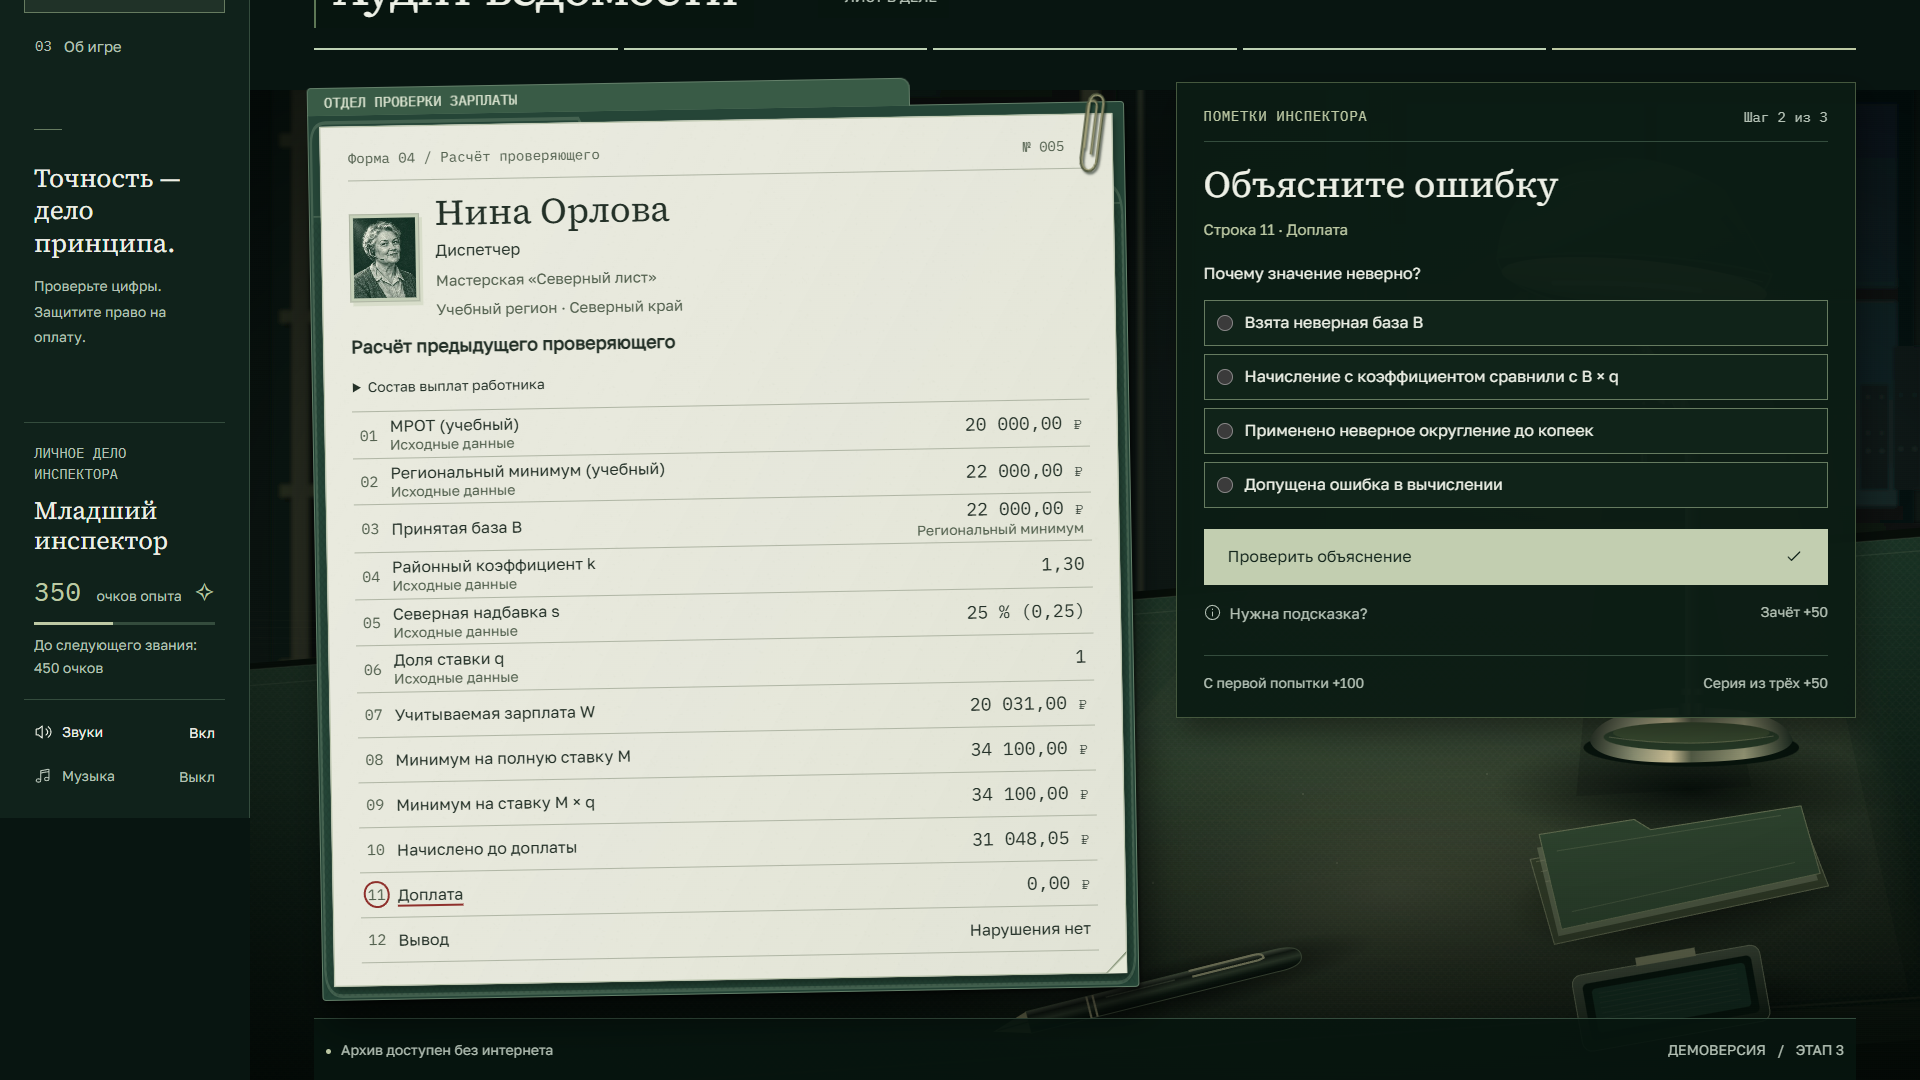 Аудит ведомости
ЛИСТ В ДЕЛЕ
03 Об игре
Точность —
дело
принципа.
Проверьте цифры.
Защитите право на
оплату.
ЛИЧНОЕ ДЕЛО
ИНСПЕКТОРА
Младший
инспектор
350 очков опыта
До следующего звания:
450 очков
Звуки Вкл
Музыка Выкл
ОТДЕЛ ПРОВЕРКИ ЗАРПЛАТЫ
Форма 04 / Расчёт проверяющего № 005
Нина Орлова
Диспетчер
Мастерская «Северный лист»
Учебный регион · Северный край
Расчёт предыдущего проверяющего
▶ Состав выплат работника
01 МРОТ (учебный) 20 000,00 ₽
Исходные данные
02 Региональный минимум (учебный) 22 000,00 ₽
Исходные данные
03 Принятая база B 22 000,00 ₽
Региональный минимум
04 Районный коэффициент k 1,30
Исходные данные
05 Северная надбавка s 25 % (0,25)
Исходные данные
06 Доля ставки q 1
Исходные данные
07 Учитываемая зарплата W 20 031,00 ₽
08 Минимум на полную ставку M 34 100,00 ₽
09 Минимум на ставку M × q 34 100,00 ₽
10 Начислено до доплаты 31 048,05 ₽
11 Доплата 0,00 ₽
12 Вывод Нарушения нет
ПОМЕТКИ ИНСПЕКТОРА Шаг 2 из 3
Объясните ошибку
Строка 11 · Доплата
Почему значение неверно?
Взята неверная база B
Начисление с коэффициентом сравнили с B × q
Применено неверное округление до копеек
Допущена ошибка в вычислении
Проверить объяснение
Нужна подсказка? Зачёт +50
С первой попытки +100 Серия из трёх +50
• Архив доступен без интернета
ДЕМОВЕРСИЯ / ЭТАП 3